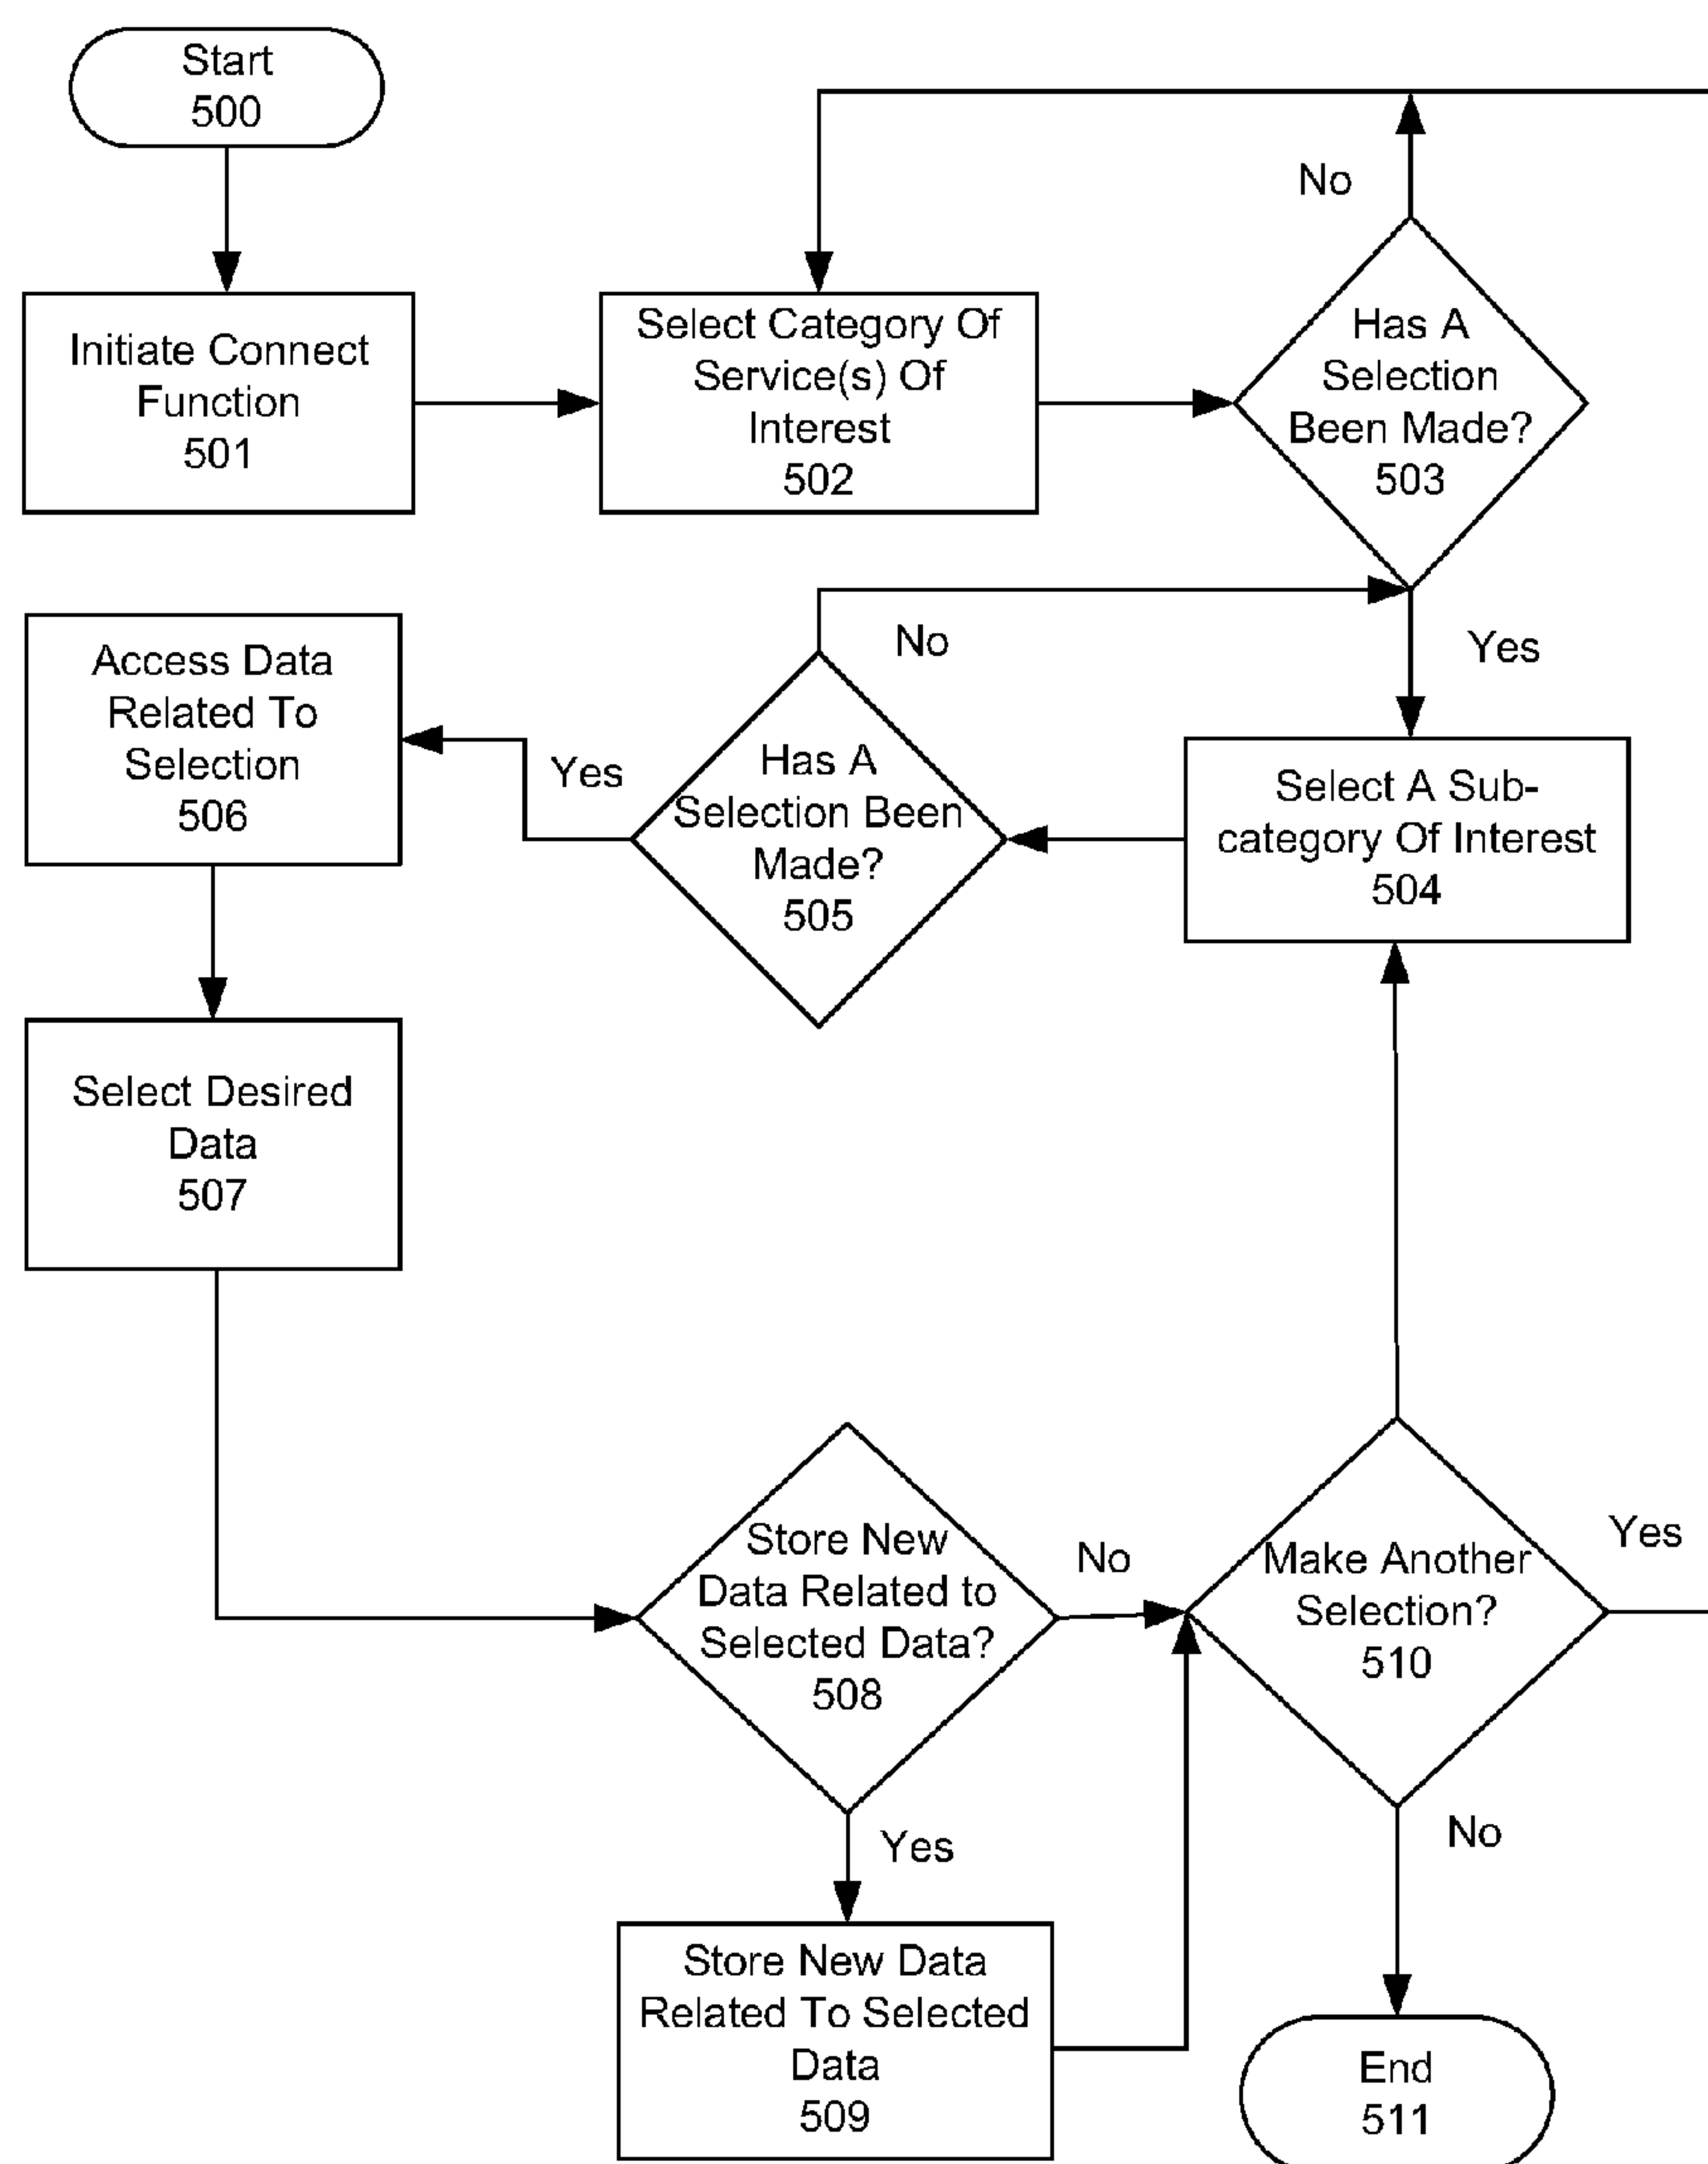 Start
500
Initiate Connect
Function
501
Select Category Of
Service(s) Of
Interest
502
Has A
Selection
Been Made?
503
No
Yes
Select A Sub-
category Of Interest
504
Has A
Selection Been
Made?
505
No
Yes
Access Data
Related To
Selection
506
Select Desired
Data
507
Store New
Data Related to
Selected Data?
508
No
Yes
Store New Data
Related To Selected
Data
509
Make Another
Selection?
510
Yes
No
End
511